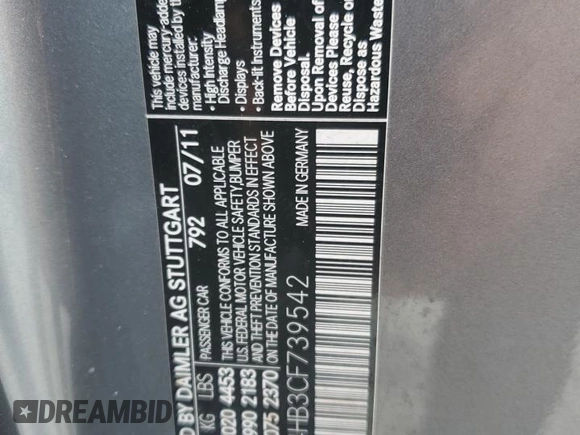 This vehicle may
include mercury-added
devices installed by the
manufacturer:
• High Intensity
Discharge Headlamp
• Displays
• Back-lit Instruments
Remove Devices
Before Vehicle
Disposal.
Upon Removal of
Devices Please
Reuse, Recycle or
Dispose as
Hazardous Waste
BY DAIMLER AG STUTTGART
792 07/11
PASSENGER CAR
THIS VEHICLE CONFORMS TO ALL APPLICABLE
U.S. FEDERAL MOTOR VEHICLE SAFETY,BUMPER
AND THEFT PREVENTION STANDARDS IN EFFECT
ON THE DATE OF MANUFACTURE SHOWN ABOVE
MADE IN GERMANY
KG LBS
020 4453
990 2183
075 2370
HB3CF739542
RIDESAFELY